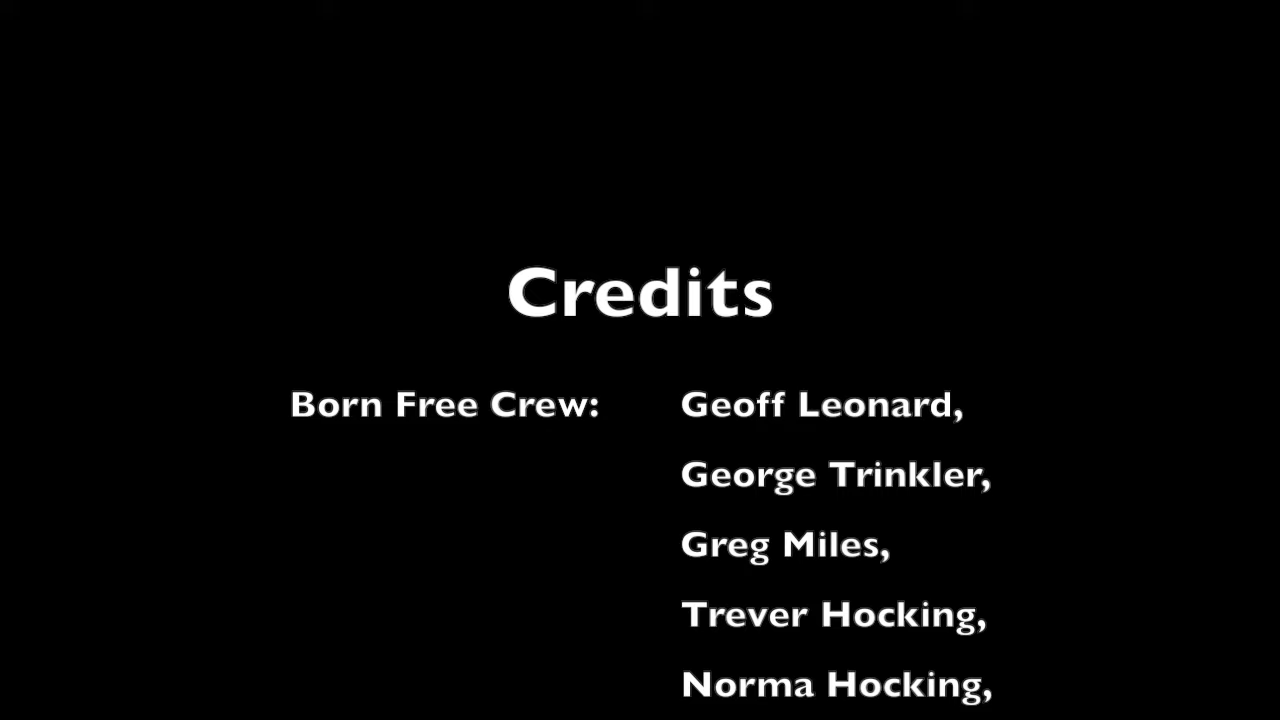 Credits
Born Free Crew: Geoff Leonard,
George Trinkler,
Greg Miles,
Trever Hocking,
Norma Hocking,